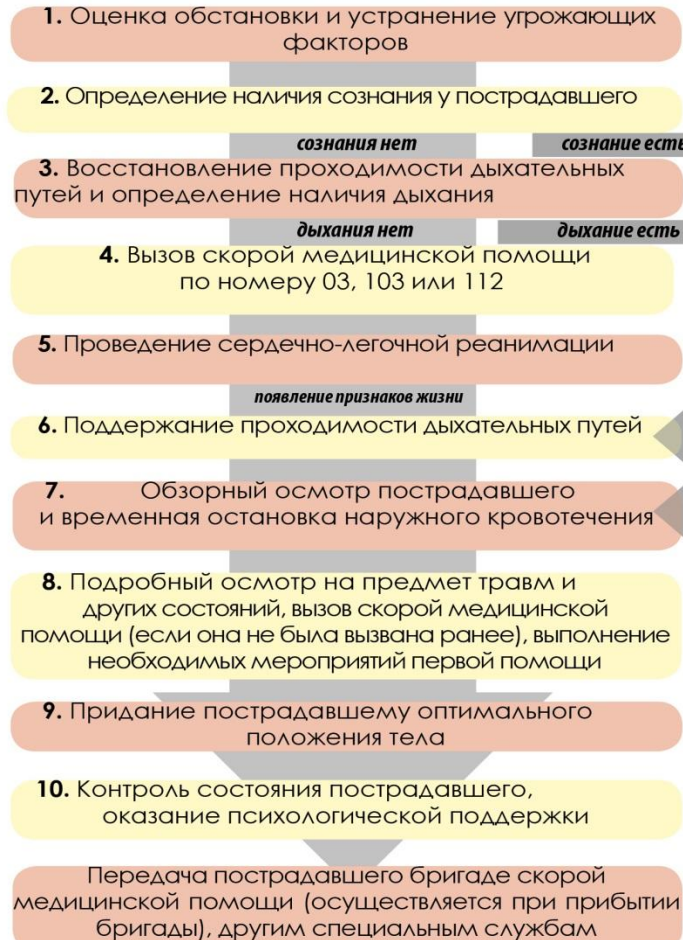 1. Оценка обстановки и устранение угрожающих
факторов
2. Определение наличия сознания у пострадавшего
сознания нет
сознание есть
3. Восстановление проходимости дыхательных
путей и определение наличия дыхания
дыхания нет
дыхание есть
4. Вызов скорой медицинской помощи
по номеру 03, 103 или 112
5. Проведение сердечно-легочной реанимации
появление признаков жизни
6. Поддержание проходимости дыхательных путей
7. Обзорный осмотр пострадавшего
и временная остановка наружного кровотечения
8. Подробный осмотр на предмет травм и
других состояний, вызов скорой медицинской
помощи (если она не была вызвана ранее), выполнение
необходимых мероприятий первой помощи
9. Придание пострадавшему оптимального
положения тела
10. Контроль состояния пострадавшего,
оказание психологической поддержки
Передача пострадавшего бригаде скорой
медицинской помощи (осуществляется при прибытии
бригады), другим специальным службам